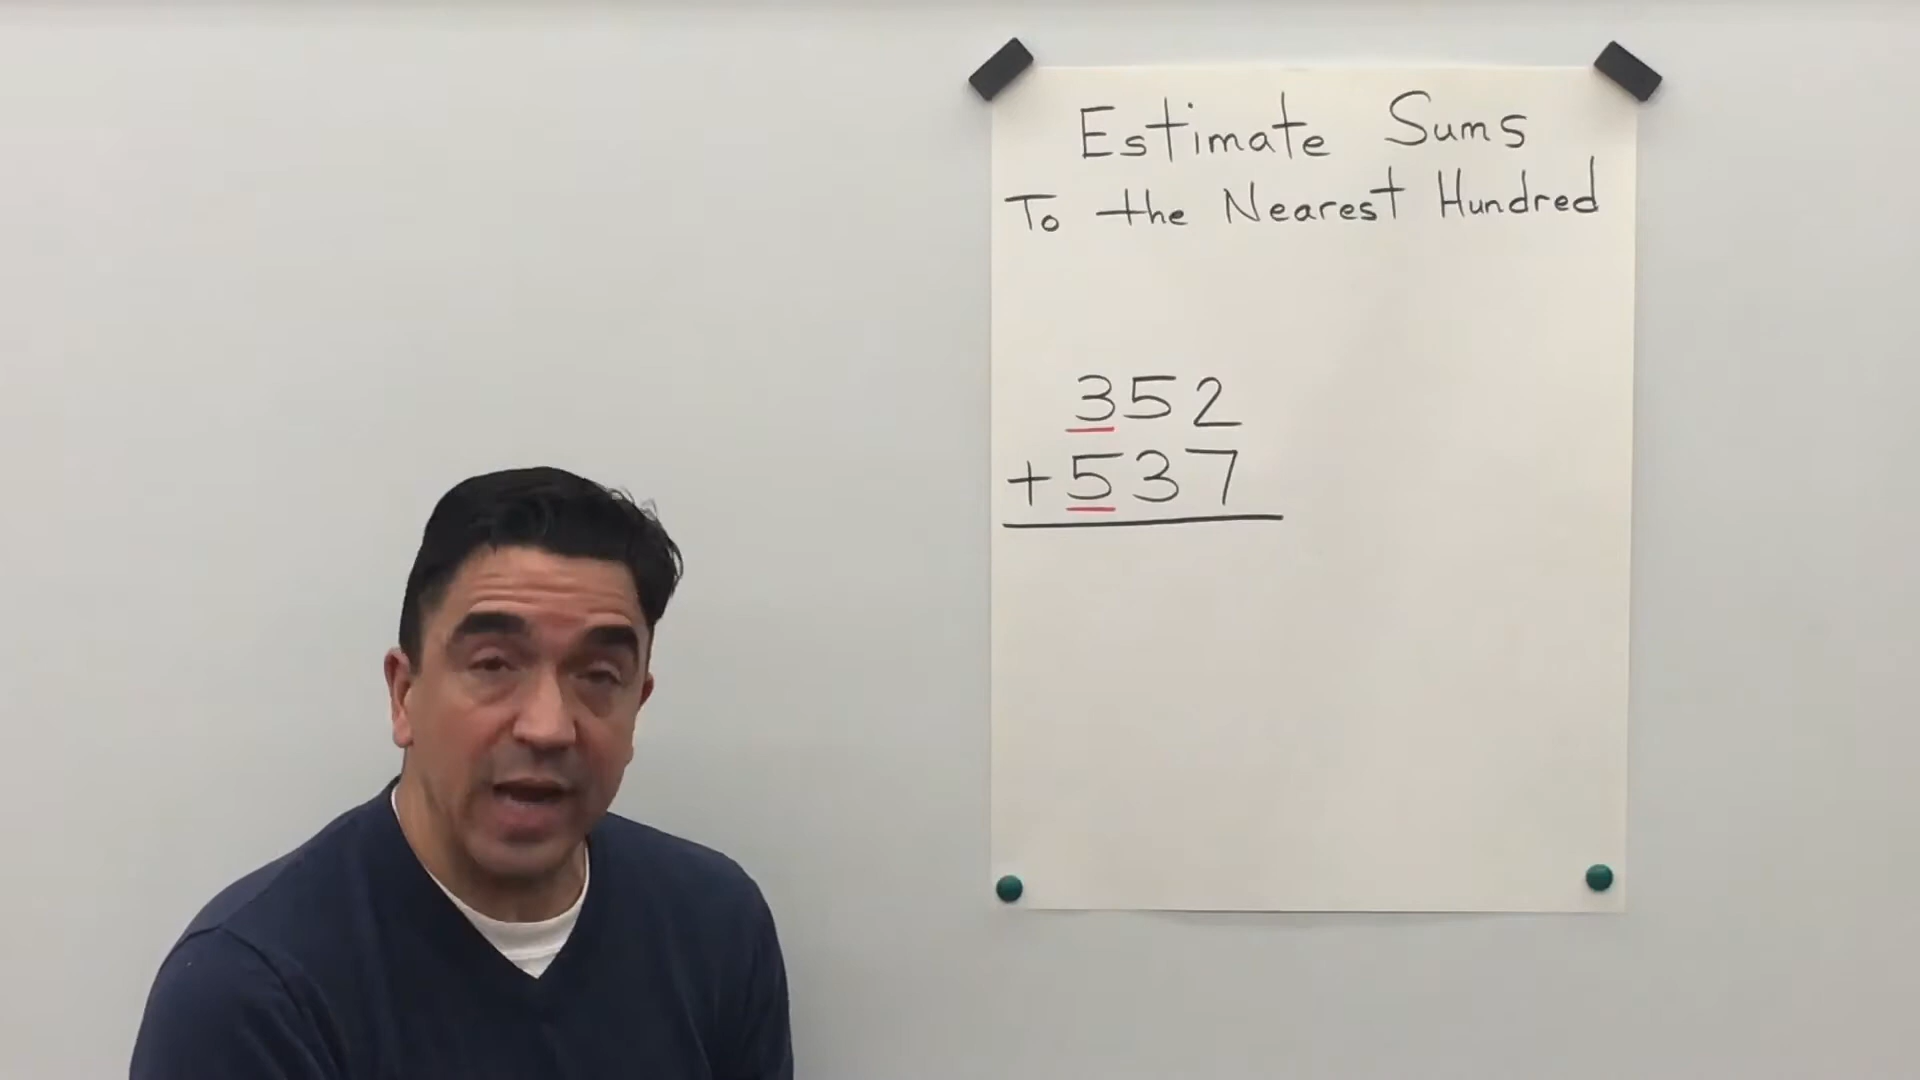 Estimate Sums
To the Nearest Hundred
352
+ 537